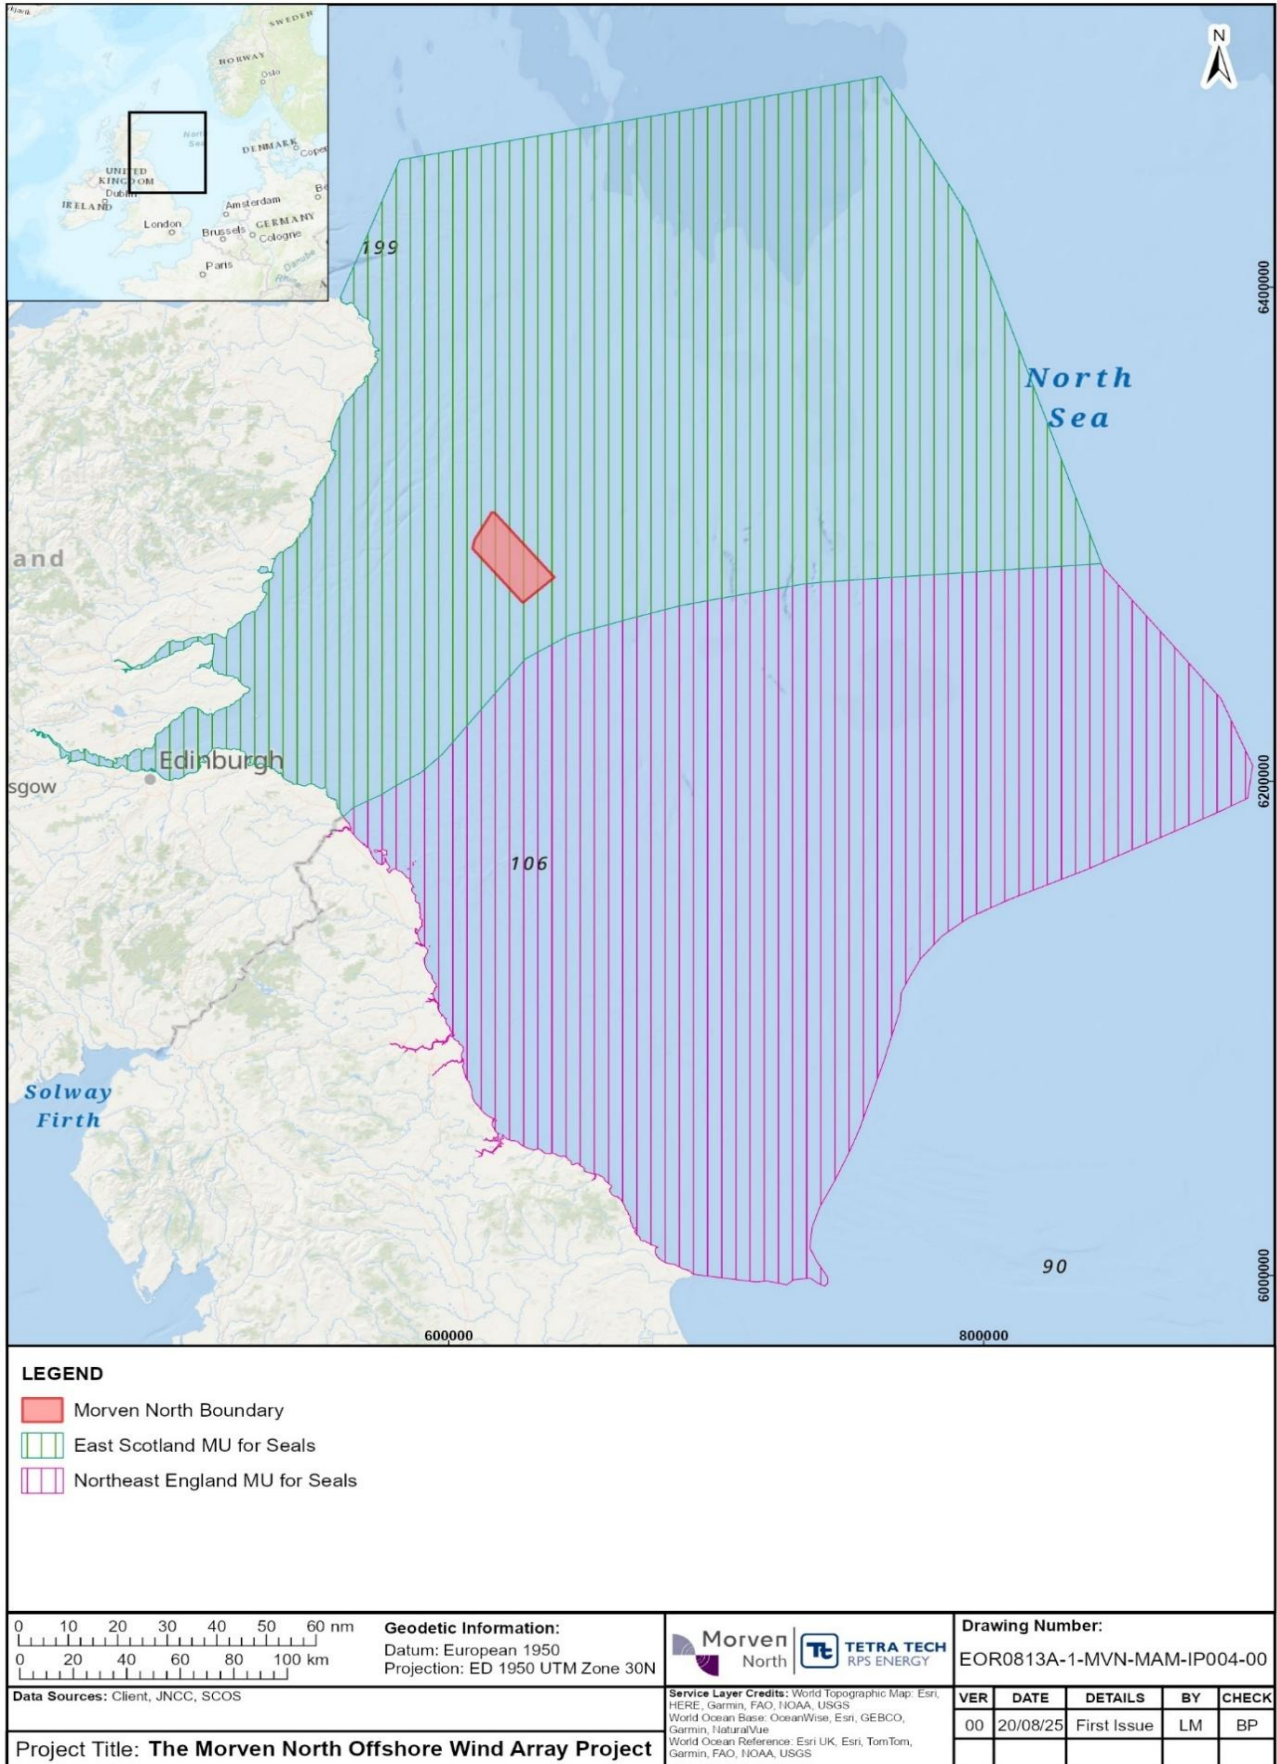 SWEDEN
NORWAY
Oslo
North
Sea
DENMARK
Cope
UNITED
KINGDOM
Dublin
IRELAND
Amsterdam
Be
London
GERMANY
Brussels
Cologne
Paris
Danube
Rhine
N
199
6400000
North
Sea
and
Edinburgh
sgow
6200000
106
Solway
Firth
90
6000000
600000
800000
LEGEND
Morven North Boundary
East Scotland MU for Seals
Northeast England MU for Seals
0 10 20 30 40 50 60 nm
0 20 40 60 80 100 km
Geodetic Information:
Datum: European 1950
Projection: ED 1950 UTM Zone 30N
Morven
North
Tt
TETRA TECH
RPS ENERGY
Drawing Number:
EOR0813A-1-MVN-MAM-IP004-00
Data Sources: Client, JNCC, SCOS
Service Layer Credits: World Topographic Map: Esri,
HERE, Garmin, FAO, NOAA, USGS
World Ocean Base: OceanWise, Esri, GEBCO,
Garmin, NaturalVue
World Ocean Reference: Esri UK, Esri, TomTom,
Garmin, FAO, NOAA, USGS
VER DATE DETAILS BY CHECK
00 20/08/25 First Issue LM BP
Project Title: The Morven North Offshore Wind Array Project